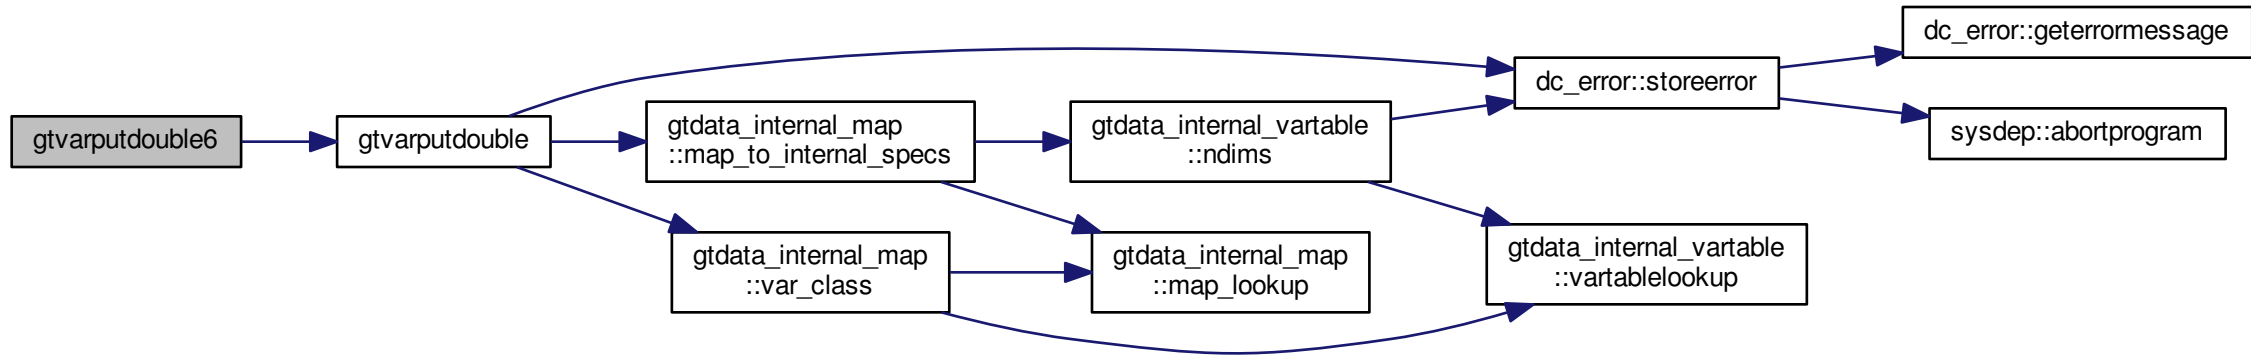 gtvarputdouble6
gtvarputdouble
gtdata_internal_map
::map_to_internal_specs
gtdata_internal_map
::var_class
gtdata_internal_vartable
::ndims
gtdata_internal_map
::map_lookup
dc_error::storeerror
gtdata_internal_vartable
::vartablelookup
dc_error::geterrormessage
sysdep::abortprogram